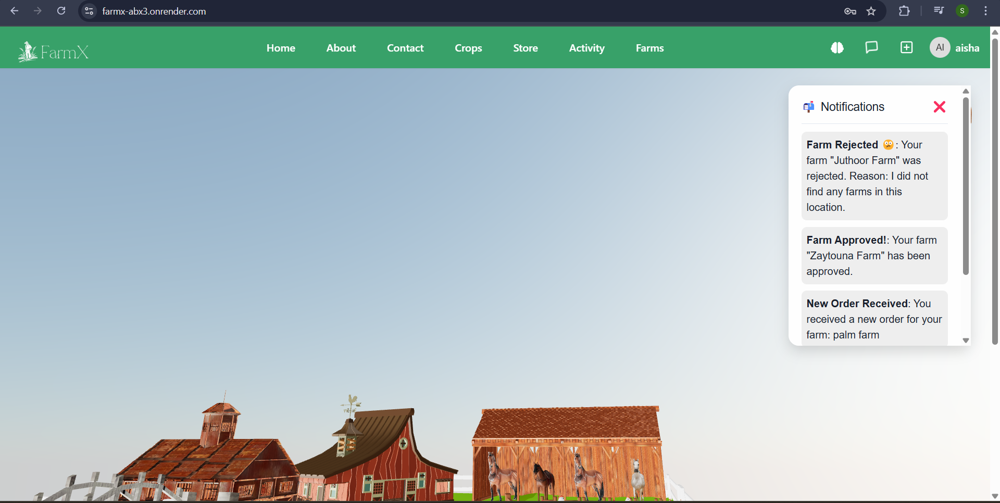 farmx-abx3.onrender.com
S
FarmX
Home
About
Contact
Crops
Store
Activity
Farms
AI
aisha
Notifications
Farm Rejected 🙁: Your
farm "Juthoor Farm" was
rejected. Reason: I did not
find any farms in this
location.
Farm Approved!: Your farm
"Zaytouna Farm" has been
approved.
New Order Received: You
received a new order for your
farm: palm farm